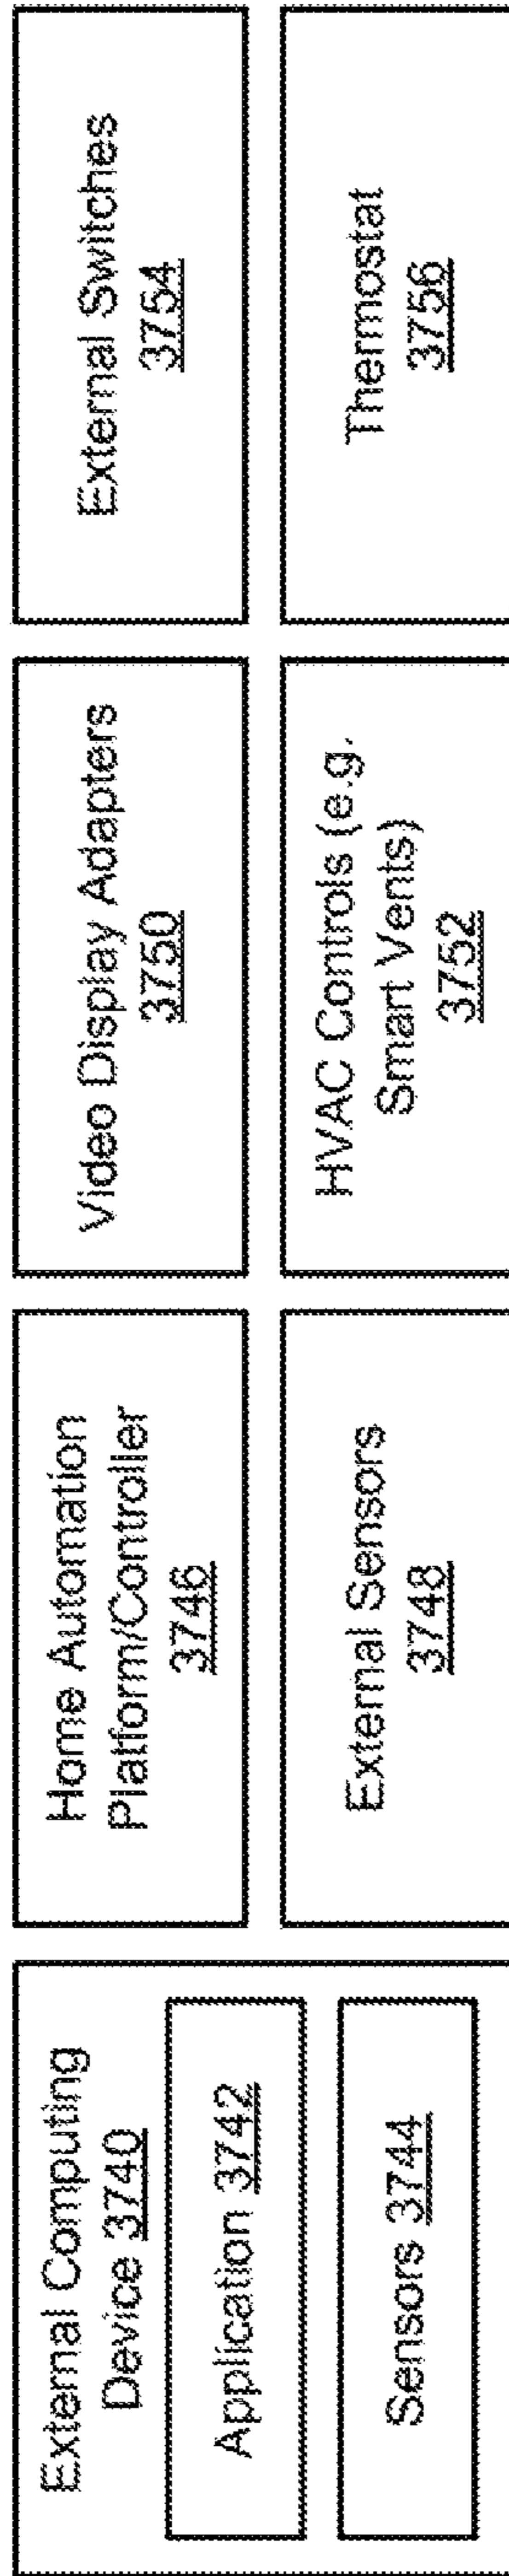 External Computing
Device 3740
Application 3742
Sensors 3744
Home Automation
Platform/Controller
3746
External Sensors
3748
Video Display Adapters
3750
HVAC Controls (e.g.
Smart Vents)
3752
External Switches
3754
Thermostat
3756